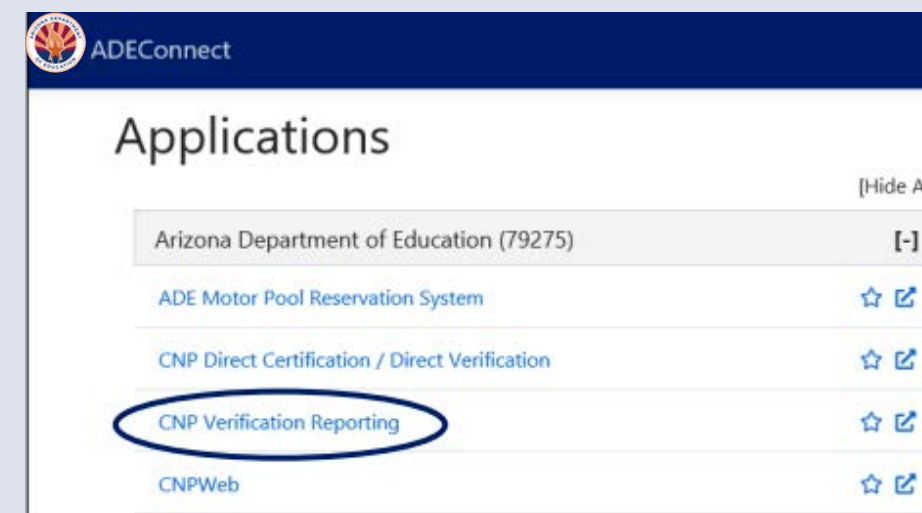 ADEConnect
Applications
[Hide A
Arizona Department of Education (79275) [-]
ADE Motor Pool Reservation System
CNP Direct Certification / Direct Verification
CNP Verification Reporting
CNPWeb